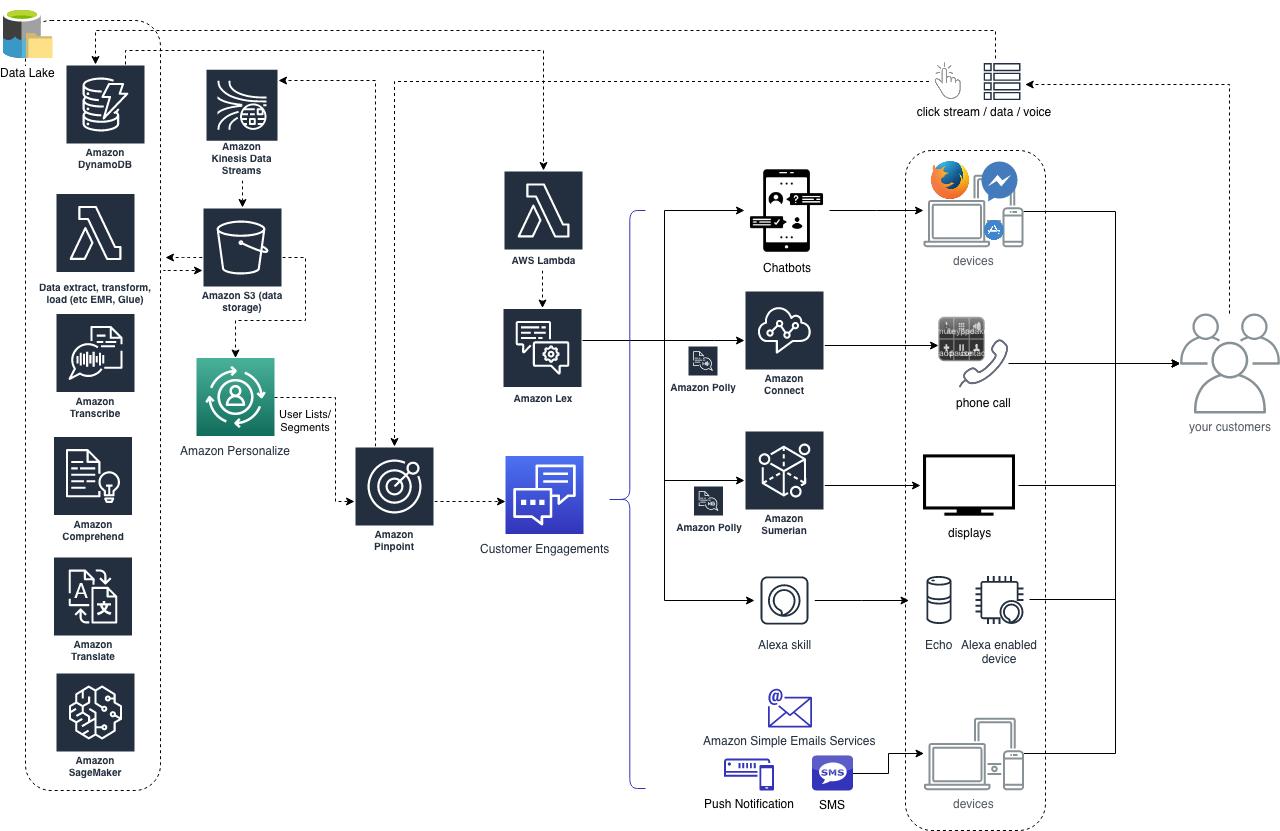 Data Lake
Amazon
DynamoDB
Data extract, transform,
load (etc EMR, Glue)
Amazon
Transcribe
Amazon
Comprehend
A
文
Amazon
Translate
Amazon
SageMaker
Amazon
Kinesis Data
Streams
Amazon S3 (data
storage)
Amazon Personalize
User Lists/
Segments
Amazon
Pinpoint
AWS Lambda
Amazon Lex
Customer Engagements
Chatbots
?
Amazon Polly
Amazon
Connect
Amazon Polly
Amazon
Sumerian
Alexa skill
@
Amazon Simple Emails Services
Push Notification
SMS
SMS
click stream / data / voice
devices
phone call
displays
Echo
Alexa enabled
device
devices
your customers